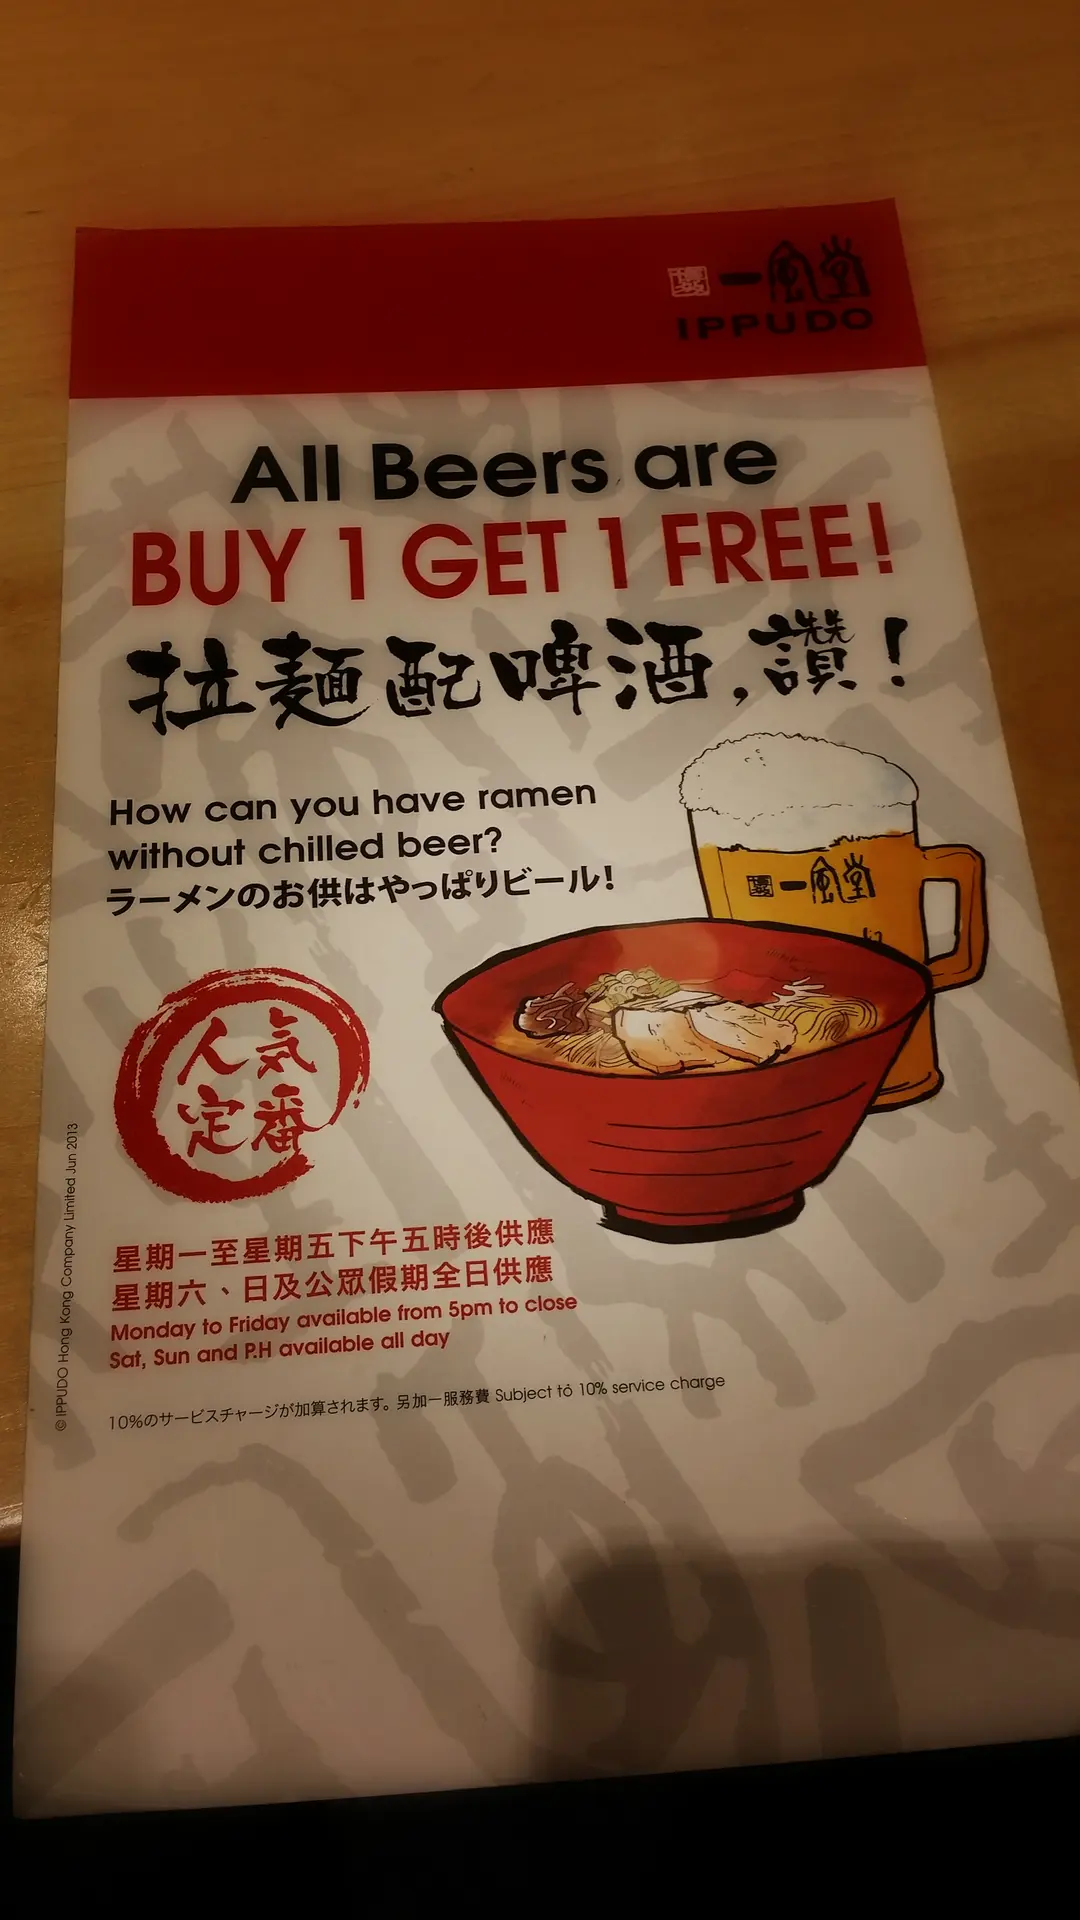 一風堂
IPPUDO
All Beers are
BUY 1 GET 1 FREE!
拉麵配啤酒,讚!
How can you have ramen
without chilled beer?
ラーメンのお供はやっぱりビール!
一風堂
人気
定番
星期一至星期五下午五時後供應
星期六、日及公眾假期全日供應
Monday to Friday available from 5pm to close
Sat, Sun and P.H available all day
10%のサービスチャージが加算されます。另加一服務費 Subject to 10% service charge
© IPPUDO Hong Kong Company Limited Jun 2013